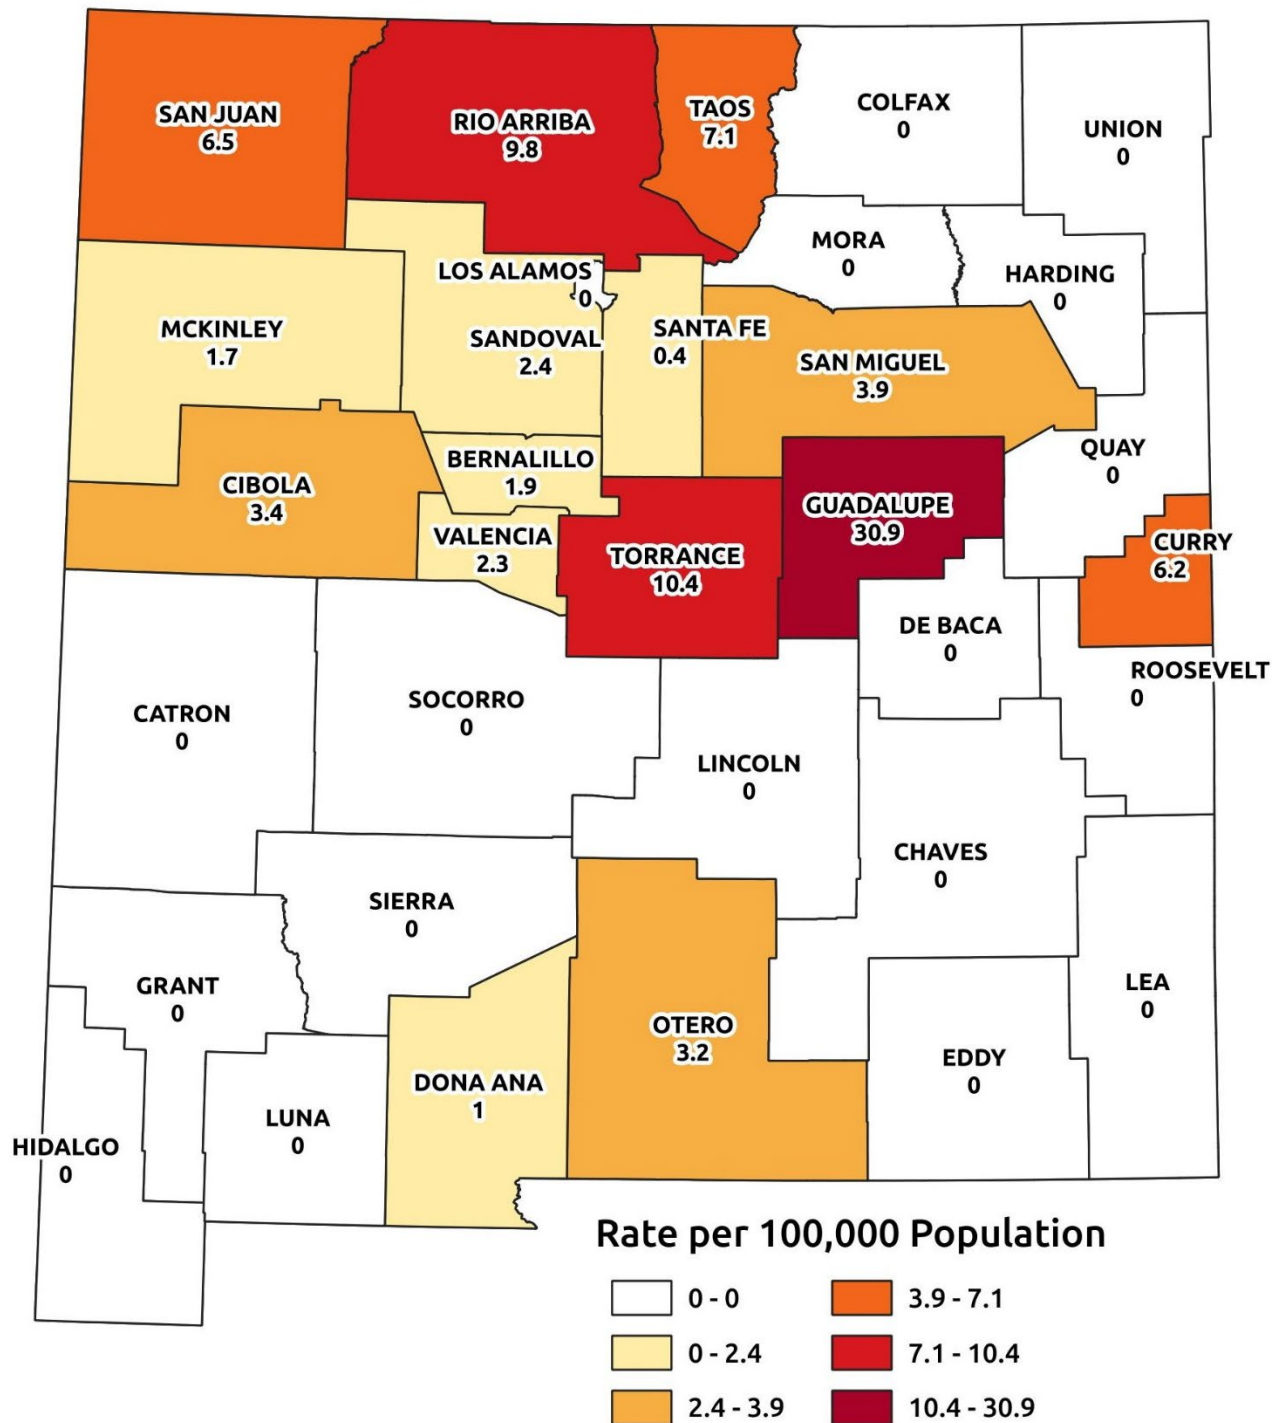 SAN JUAN
6.5
RIO ARRIBA
9.8
TAOS
7.1
COLFAX
0
UNION
0
MORA
0
HARDING
0
LOS ALAMOS
0
MCKINLEY
1.7
SANDOVAL
2.4
SANTA FE
0.4
SAN MIGUEL
3.9
QUAY
0
CIBOLA
3.4
BERNALILLO
1.9
VALENCIA
2.3
TORRANCE
10.4
GUADALUPE
30.9
CURRY
6.2
DE BACA
0
ROOSEVELT
0
CATRON
0
SOCORRO
0
LINCOLN
0
CHAVES
0
SIERRA
0
GRANT
0
LEA
0
OTERO
3.2
EDDY
0
DONA ANA
1
LUNA
0
HIDALGO
0
Rate per 100,000 Population
0 - 0
3.9 - 7.1
0 - 2.4
7.1 - 10.4
2.4 - 3.9
10.4 - 30.9